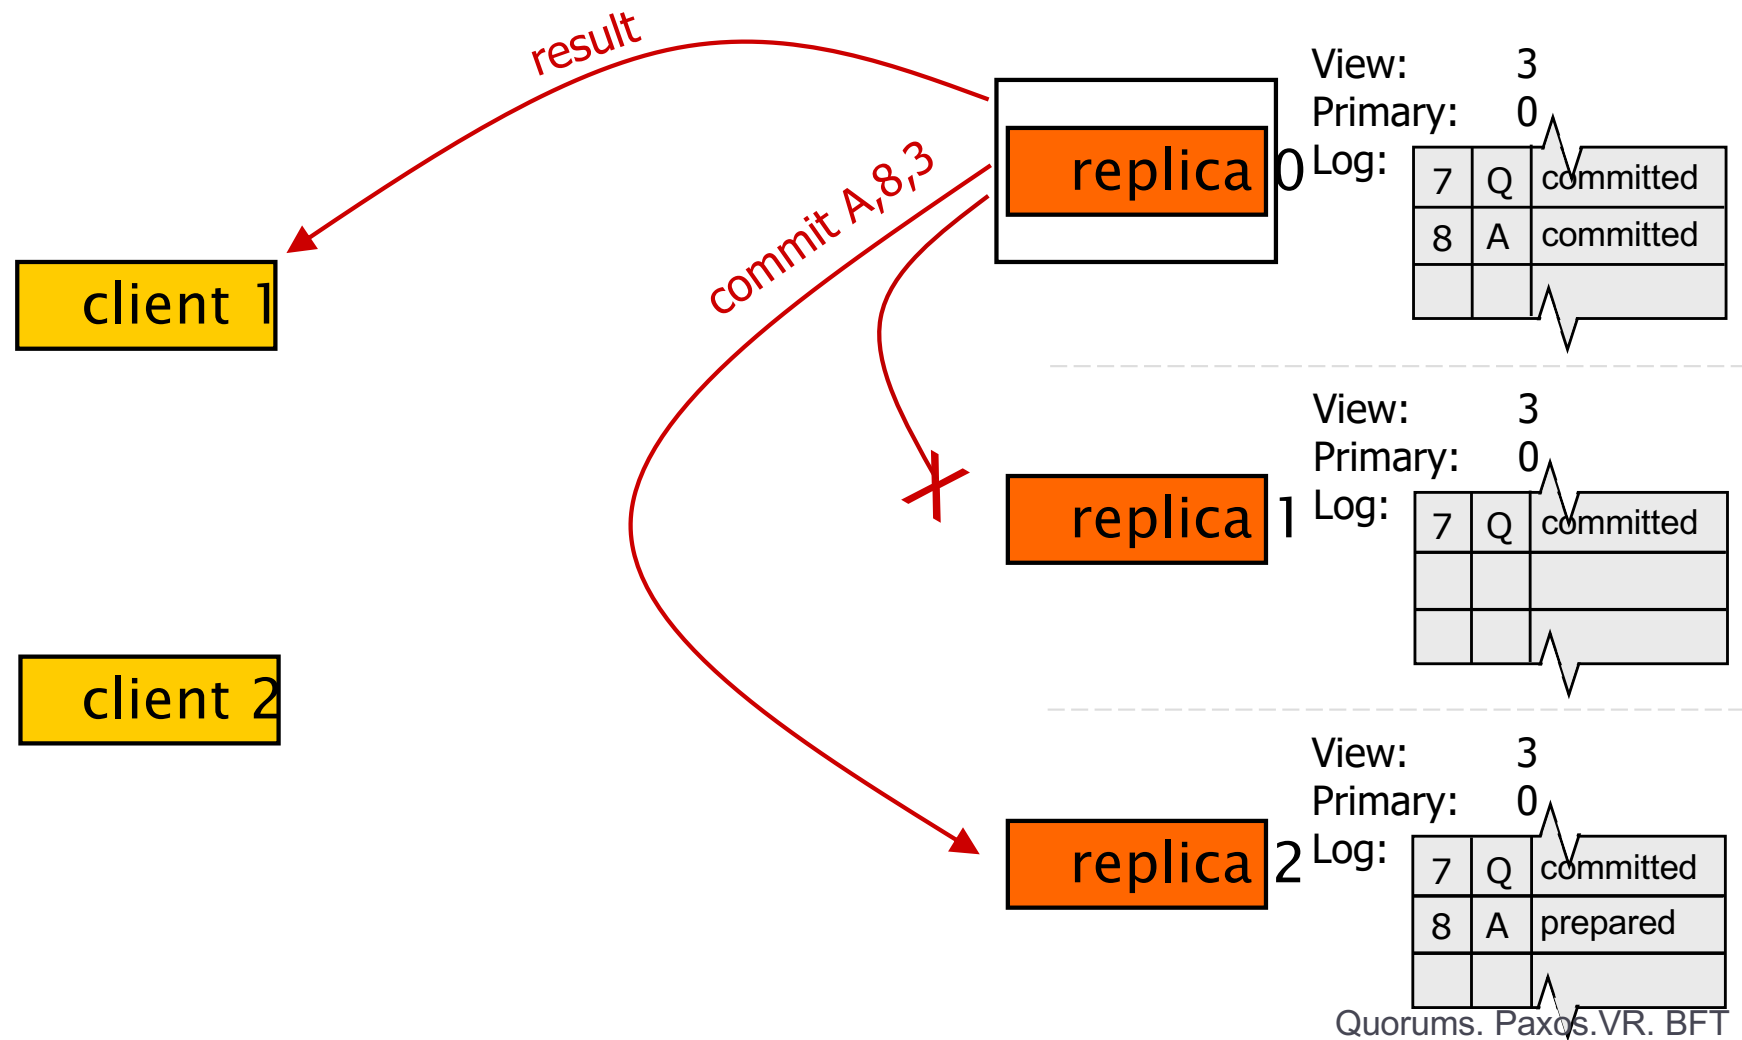 result
commit A,8,3
client 1
client 2
replica 0
View: 3
Primary: 0
Log:
7 Q committed
8 A committed
replica 1
View: 3
Primary: 0
Log:
7 Q committed
replica 2
View: 3
Primary: 0
Log:
7 Q committed
8 A prepared
Quorums. Paxos.VR. BFT